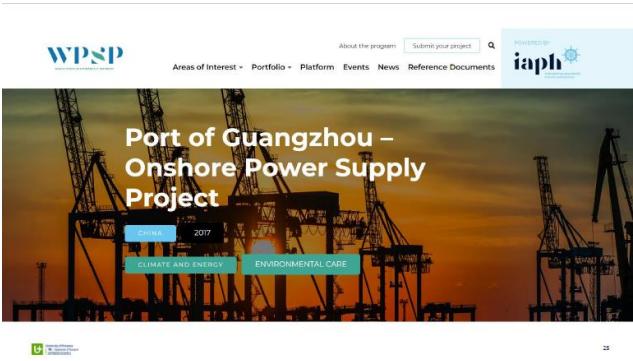 WPSP
About the program
Submit your project
POWERED BY
iaph
Areas of Interest
Portfolio
Platform
Events
News
Reference Documents
Port of Guangzhou –
Onshore Power Supply
Project
CHINA
2017
CLIMATE AND ENERGY
ENVIRONMENTAL CARE
25